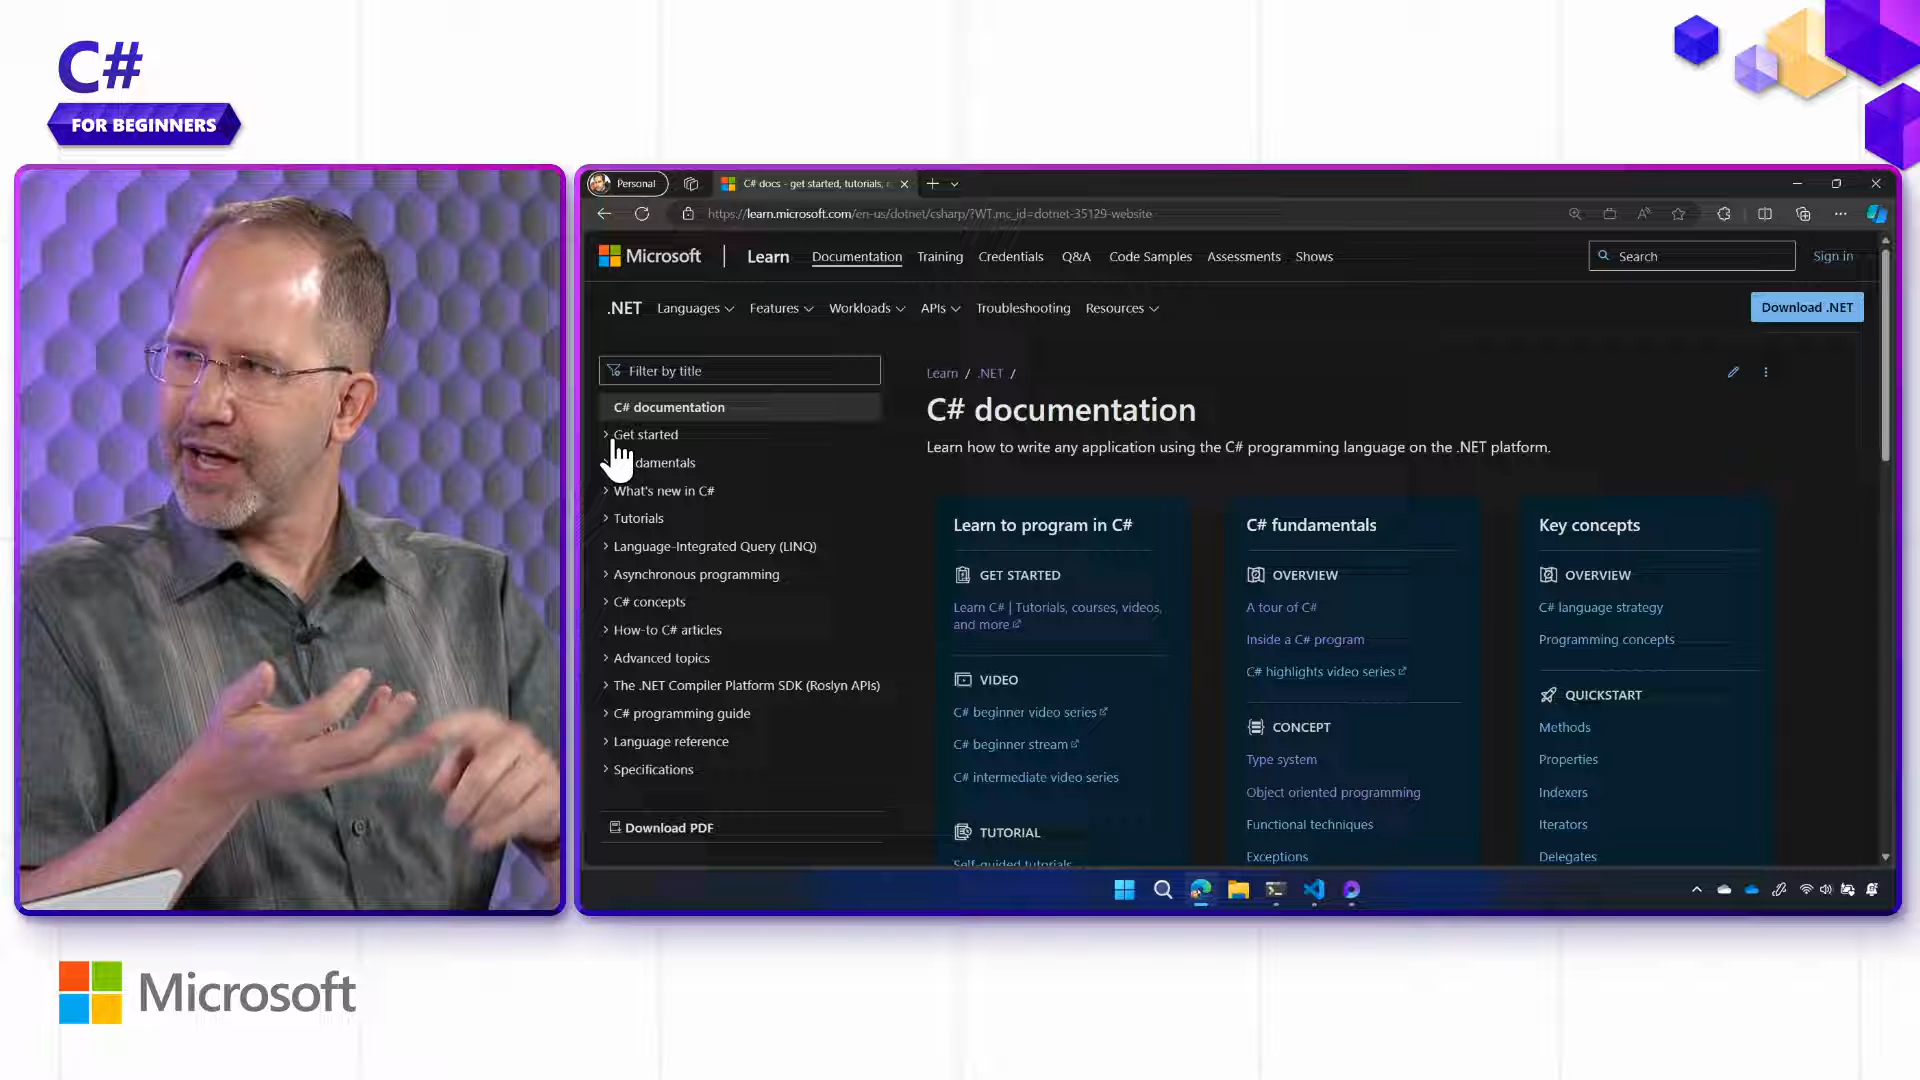 C#
FOR BEGINNERS
Personal
C# docs - get started, tutorials,
https://learn.microsoft.com/en-us/dotnet/csharp/?WT.mc_id=dotnet-35129-website
Microsoft
Learn
Documentation
Training
Credentials
Q&A
Code Samples
Assessments
Shows
Search
Sign in
.NET
Languages
Features
Workloads
APIs
Troubleshooting
Resources
Download .NET
Filter by title
C# documentation
Get started
damentals
What's new in C#
Tutorials
Language-Integrated Query (LINQ)
Asynchronous programming
C# concepts
How-to C# articles
Advanced topics
The .NET Compiler Platform SDK (Roslyn APIs)
C# programming guide
Language reference
Specifications
Download PDF
Learn / .NET /
C# documentation
Learn how to write any application using the C# programming language on the .NET platform.
Learn to program in C#
GET STARTED
Learn C# | Tutorials, courses, videos,
and more
VIDEO
C# beginner video series
C# beginner stream
C# intermediate video series
TUTORIAL
Self-guided tutorials
C# fundamentals
OVERVIEW
A tour of C#
Inside a C# program
C# highlights video series
CONCEPT
Type system
Object oriented programming
Functional techniques
Exceptions
Key concepts
OVERVIEW
C# language strategy
Programming concepts
QUICKSTART
Methods
Properties
Indexers
Iterators
Delegates
Microsoft